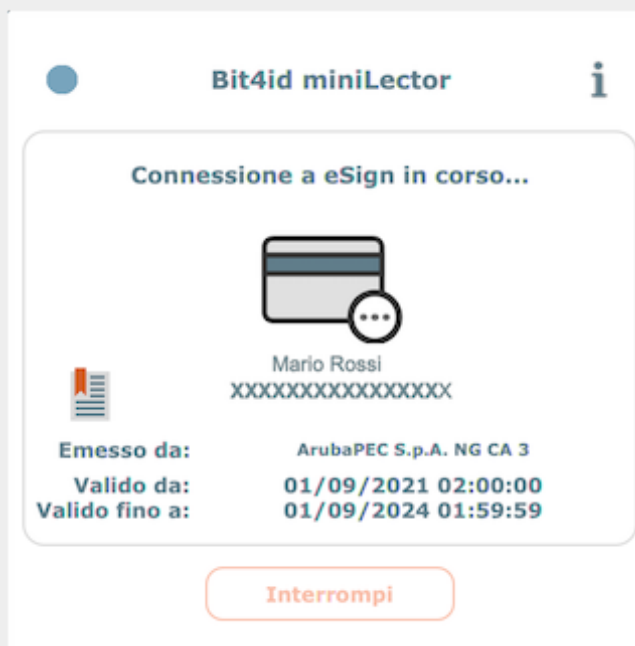 Bit4id miniLector i
Connessione a eSign in corso...
Mario Rossi
XXXXXXXXXXXXXXXX
Emesso da: ArubaPEC S.p.A. NG CA 3
Valido da: 01/09/2021 02:00:00
Valido fino a: 01/09/2024 01:59:59
Interrompi